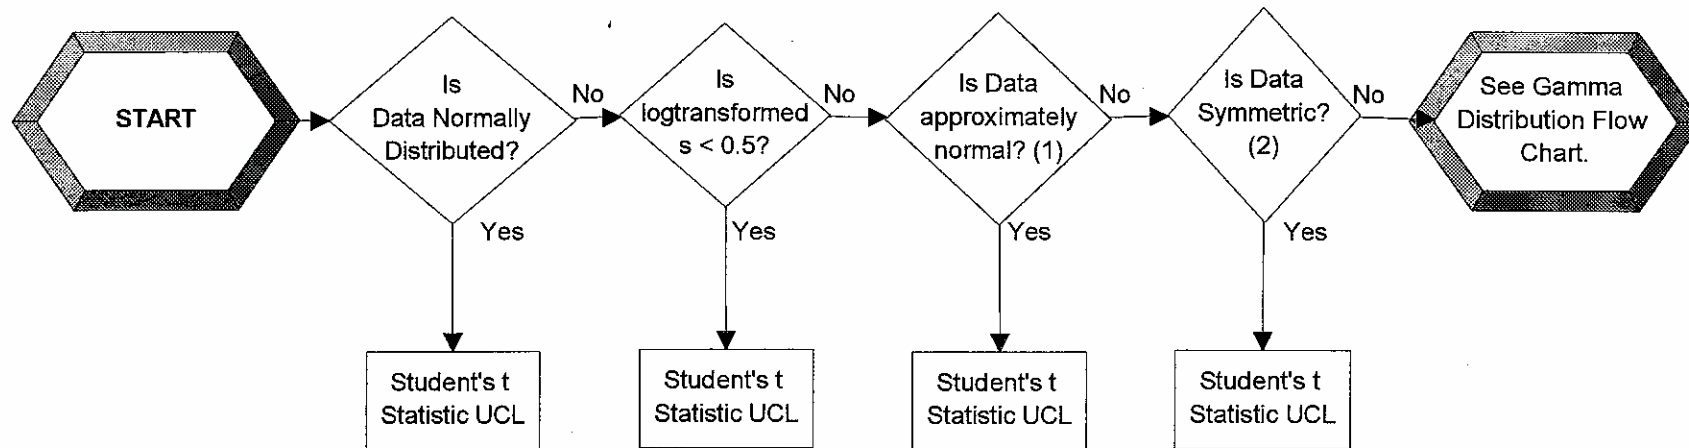 START
Is
Data Normally
Distributed?
No
Yes
Student's t
Statistic UCL
Is
logtransformed
s < 0.5?
No
Yes
Student's t
Statistic UCL
Is Data
approximately
normal? (1)
No
Yes
Student's t
Statistic UCL
Is Data
Symmetric?
(2)
No
Yes
Student's t
Statistic UCL
See Gamma
Distribution Flow
Chart.